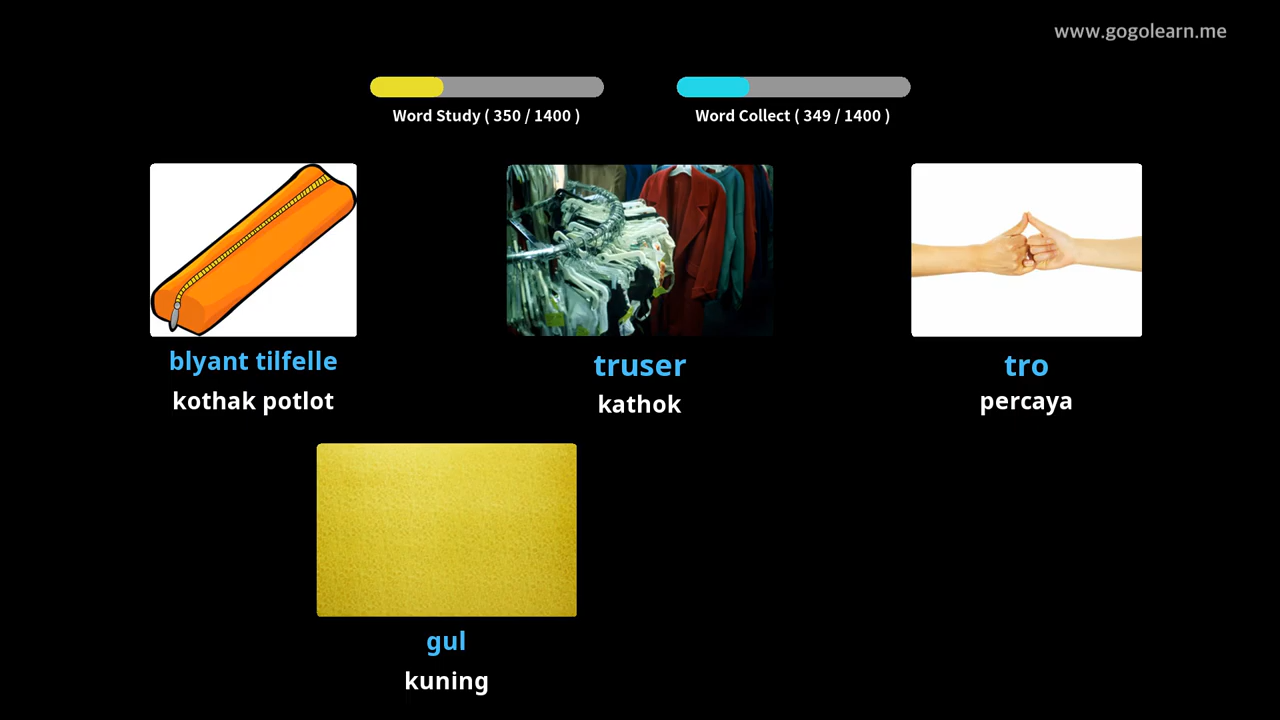 www.gogolearn.me
Word Study ( 350 / 1400 )
Word Collect ( 349 / 1400 )
blyant tilfelle
kothak potlot
truser
kathok
tro
percaya
gul
kuning